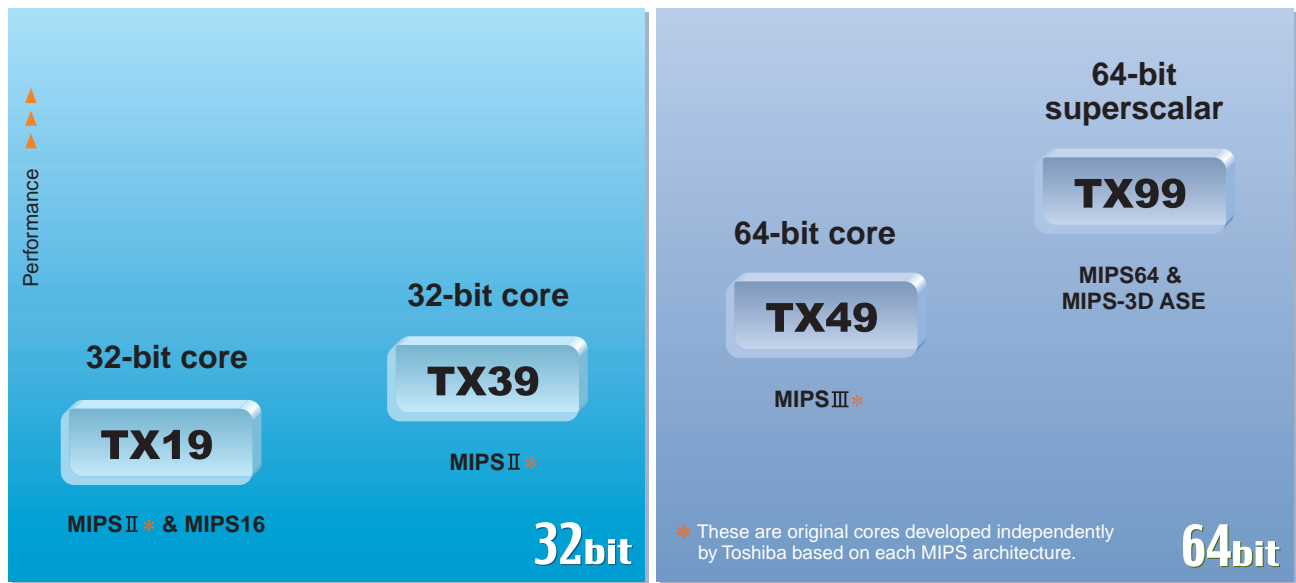 Performance
32-bit core
TX19
MIPSⅡ* & MIPS16
32-bit core
TX39
MIPSⅡ*
32bit
64-bit core
TX49
MIPSⅢ*
64-bit
superscalar
TX99
MIPS64 &
MIPS-3D ASE
* These are original cores developed independently
by Toshiba based on each MIPS architecture.
64bit